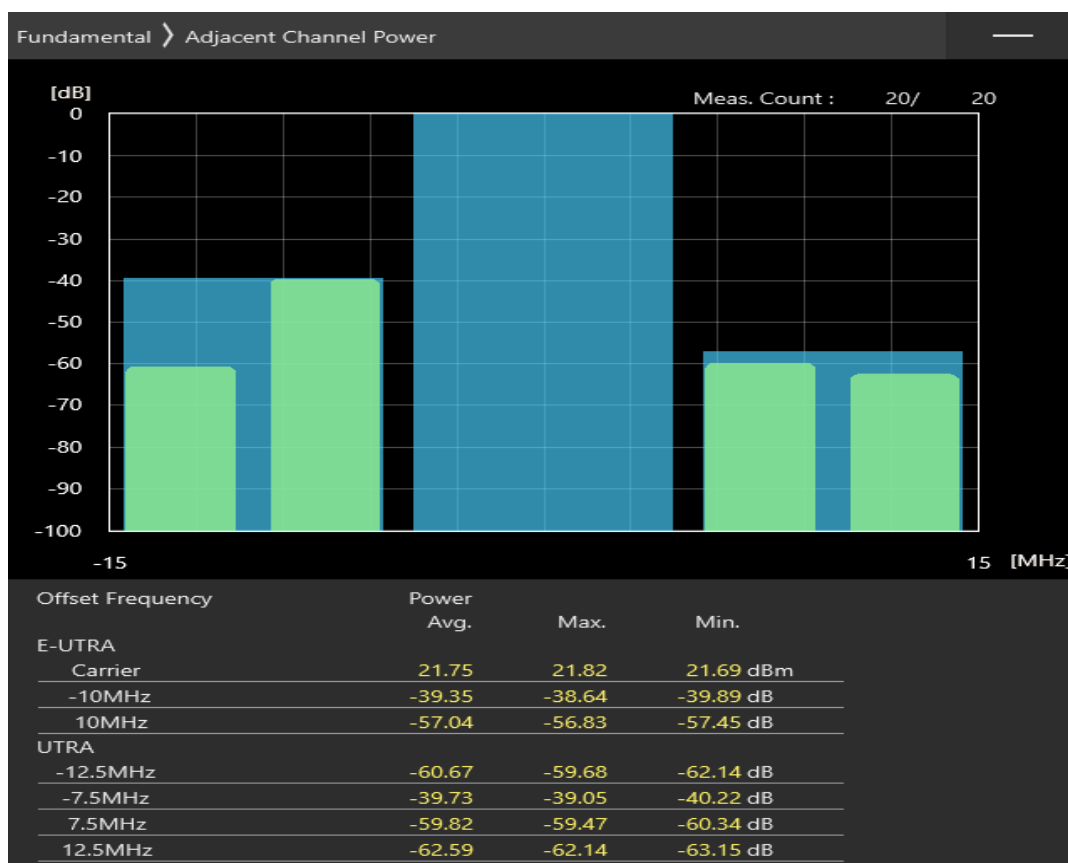 Fundamental ❯ Adjacent Channel Power
[dB]
Meas. Count : 20/ 20
0
-10
-20
-30
-40
-50
-60
-70
-80
-90
-100
-15 15 [MHz]
Offset Frequency Power
Avg. Max. Min.
E-UTRA
Carrier 21.75 21.82 21.69 dBm
-10MHz -39.35 -38.64 -39.89 dB
10MHz -57.04 -56.83 -57.45 dB
UTRA
-12.5MHz -60.67 -59.68 -62.14 dB
-7.5MHz -39.73 -39.05 -40.22 dB
7.5MHz -59.82 -59.47 -60.34 dB
12.5MHz -62.59 -62.14 -63.15 dB